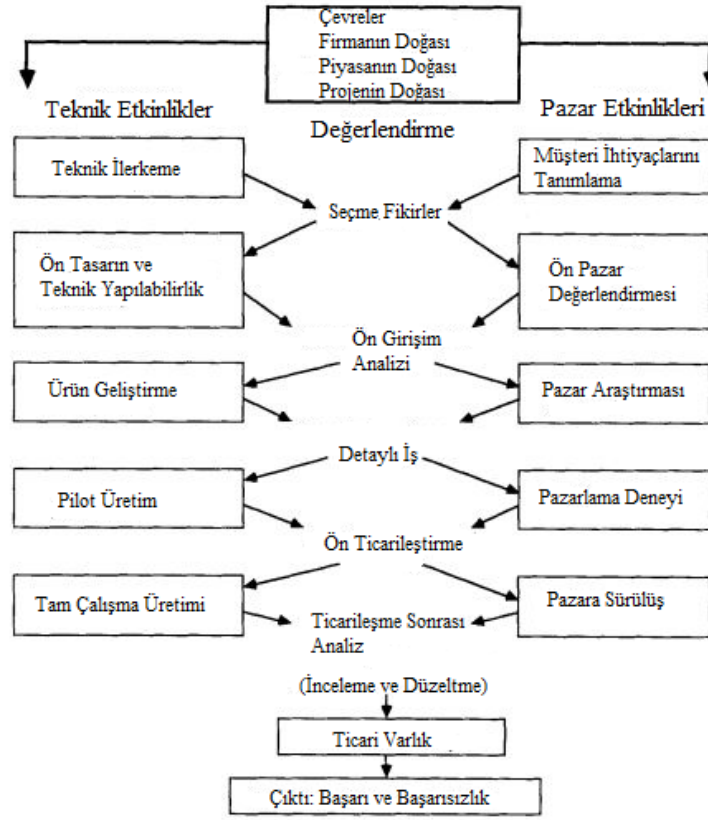 Çevreler
Firmanın Doğası
Piyasanın Doğası
Projenin Doğası
Teknik Etkinlikler
Değerlendirme
Pazar Etkinlikleri
Teknik İlerkeme
Müşteri İhtiyaçlarını
Tanımlama
Seçme Fikirler
Ön Tasarın ve
Teknik Yapılabilirlik
Ön Pazar
Değerlendirmesi
Ön Girişim
Analizi
Ürün Geliştirme
Pazar Araştırması
Detaylı İş
Pilot Üretim
Pazarlama Deneyi
Ön Ticarileştirme
Tam Çalışma Üretimi
Pazara Sürülüş
Ticarileşme Sonrası
Analiz
(İnceleme ve Düzeltme)
Ticari Varlık
Çıktı: Başarı ve Başarısızlık